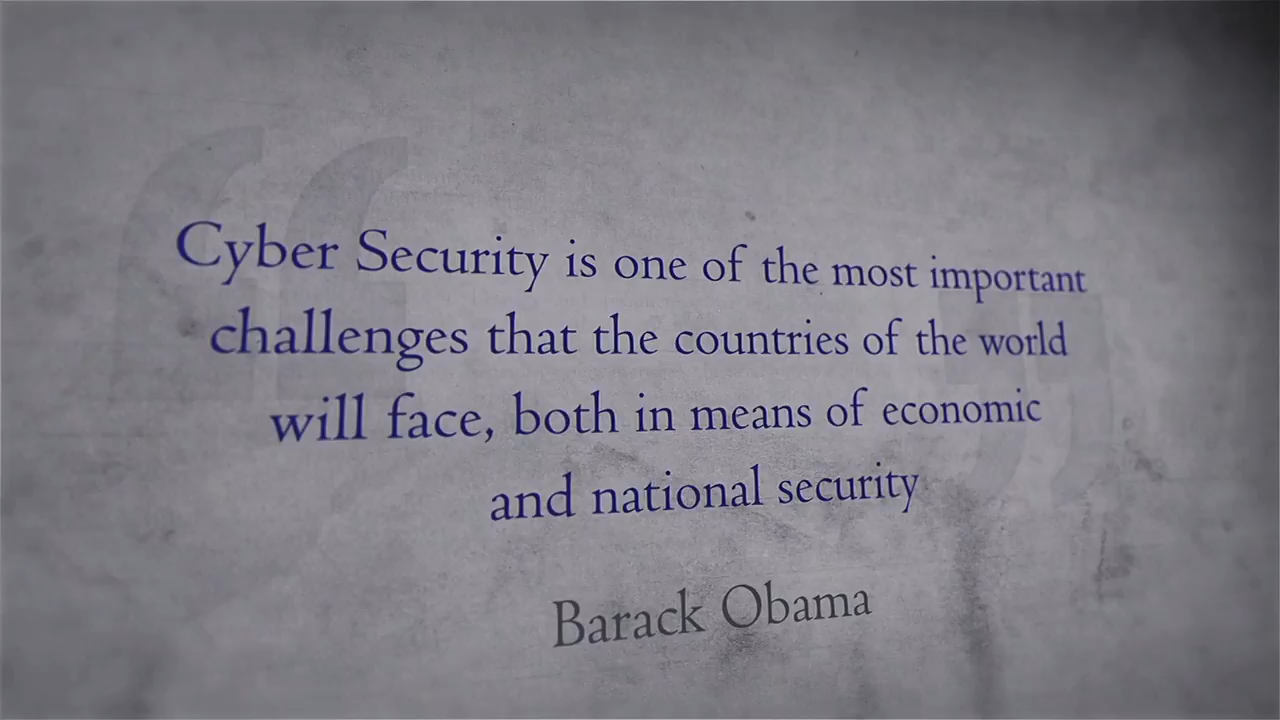 Cyber Security is one of the most important
challenges that the countries of the world
will face, both in means of economic
and national security
Barack Obama